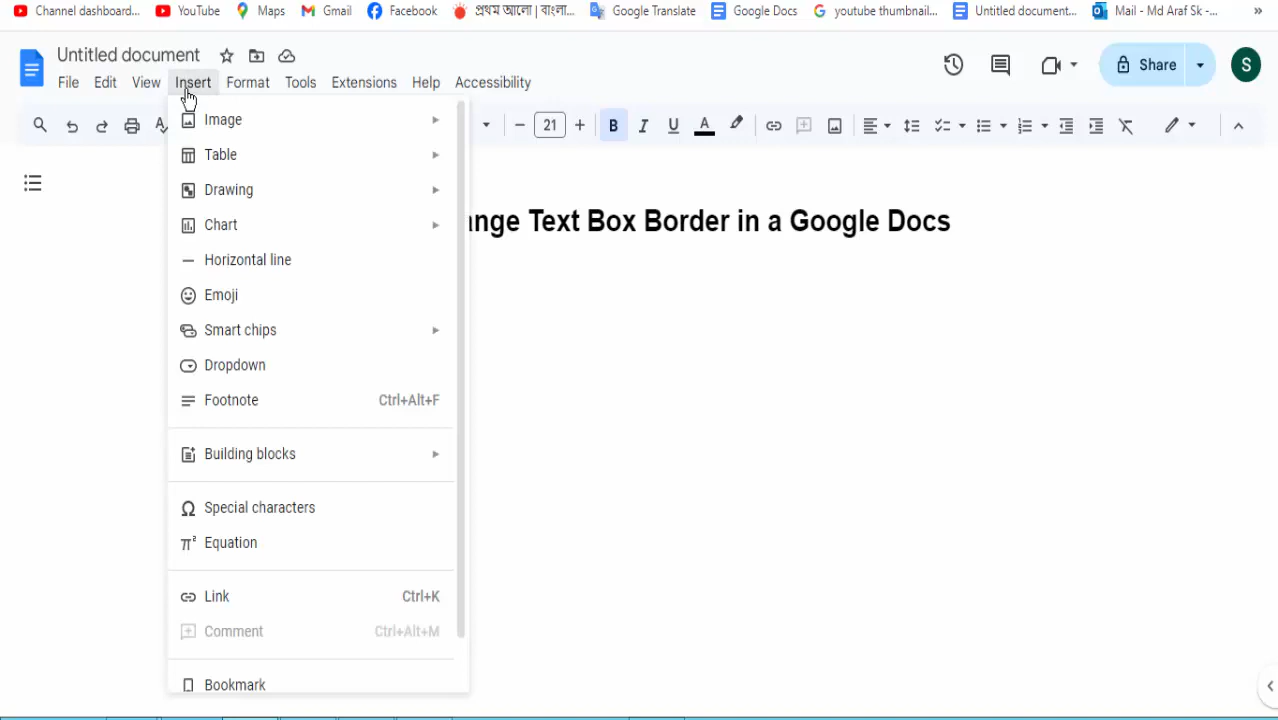 Channel dashboard... YouTube Maps Gmail Facebook প্রথম আলো | বাংলা... Google Translate Google Docs youtube thumbnail... Untitled document... Mail - Md Araf Sk -... »
Untitled document
File Edit View Insert Format Tools Extensions Help Accessibility
Share S
21 B I U A
Image
Table
Drawing
Chart
ange Text Box Border in a Google Docs
Horizontal line
Emoji
Smart chips
Dropdown
Footnote Ctrl+Alt+F
Building blocks
Special characters
Equation
Link Ctrl+K
Comment Ctrl+Alt+M
Bookmark